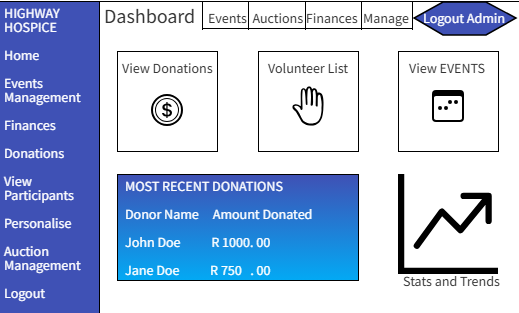 HIGHWAY
HOSPICE
Home
Events
Management
Finances
Donations
View
Participants
Personalise
Auction
Management
Logout
Dashboard
Events
Auctions
Finances
Manage
Logout Admin
View Donations
$
Volunteer List
View EVENTS
MOST RECENT DONATIONS
Donor Name Amount Donated
John Doe R 1000. 00
Jane Doe R 750 . 00
Stats and Trends